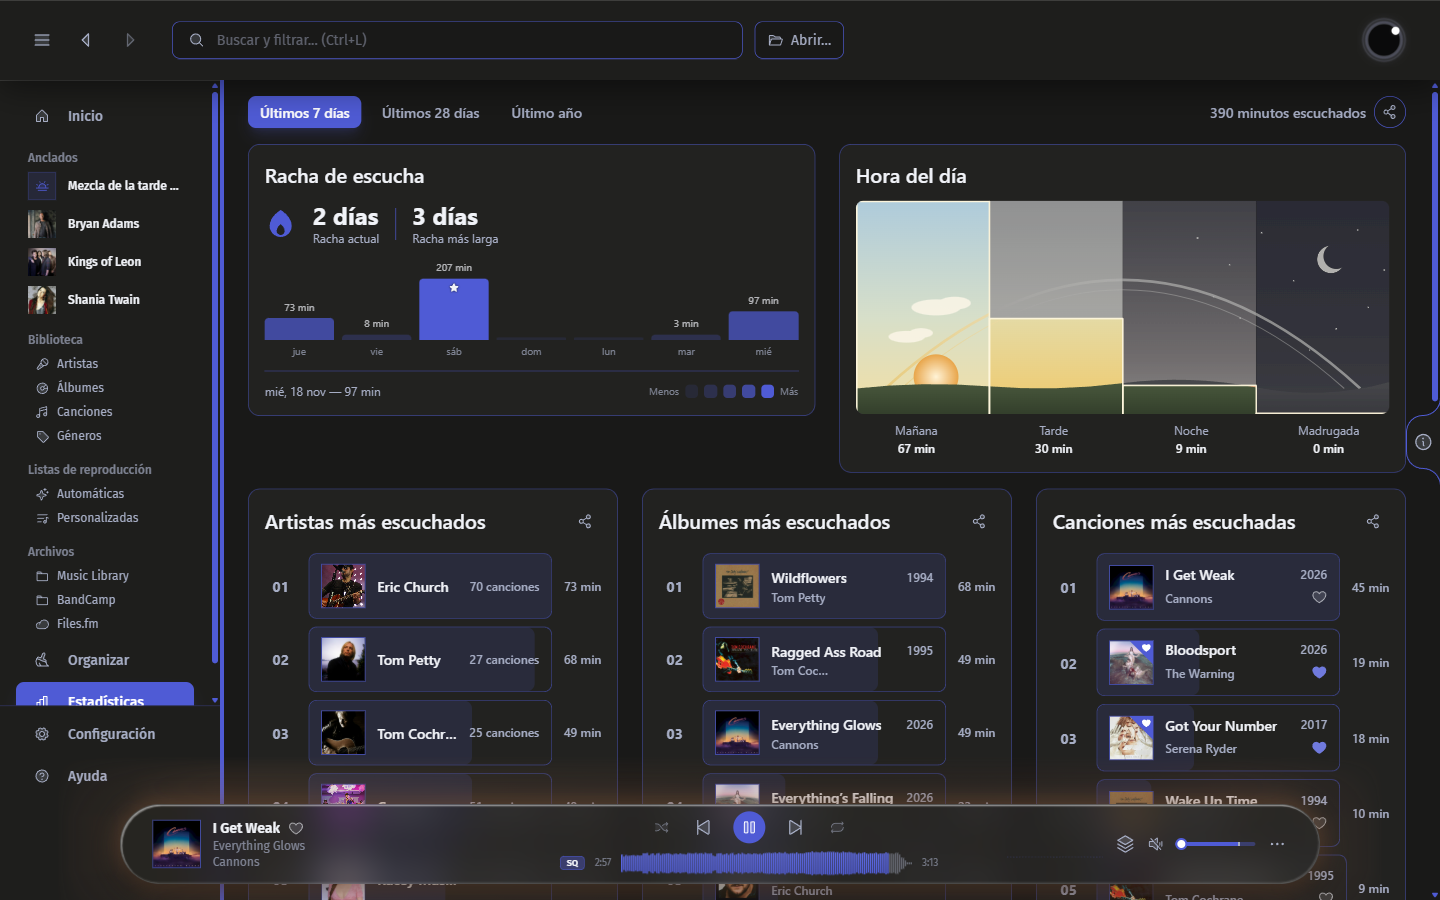 Buscar y filtrar... (Ctrl+L)
Abrir...
Inicio
Anclados
Mezcla de la tarde ...
Bryan Adams
Kings of Leon
Shania Twain
Biblioteca
Artistas
Álbumes
Canciones
Géneros
Listas de reproducción
Automáticas
Personalizadas
Archivos
Music Library
BandCamp
Files.fm
Organizar
Estadísticas
Configuración
Ayuda
Últimos 7 días
Últimos 28 días
Último año
390 minutos escuchados
Racha de escucha
2 días
Racha actual
3 días
Racha más larga
73 min
8 min
207 min
3 min
97 min
jue
vie
sáb
dom
lun
mar
mié
mié, 18 nov — 97 min
Menos
Más
Hora del día
Mañana
67 min
Tarde
30 min
Noche
9 min
Madrugada
0 min
Artistas más escuchados
01
Eric Church
70 canciones
73 min
02
Tom Petty
27 canciones
68 min
03
Tom Cochr...
25 canciones
49 min
Álbumes más escuchados
01
Wildflowers
1994
Tom Petty
68 min
02
Ragged Ass Road
1995
Tom Coc...
49 min
03
Everything Glows
2026
Cannons
49 min
Everything's Falling
2026
Eric Church
Canciones más escuchadas
01
I Get Weak
2026
Cannons
45 min
02
Bloodsport
2026
The Warning
19 min
03
Got Your Number
2017
Serena Ryder
18 min
Wake Up Time
1994
10 min
05
1995
Tom Cochrane
9 min
I Get Weak
Everything Glows
Cannons
SQ
2:57
3:13